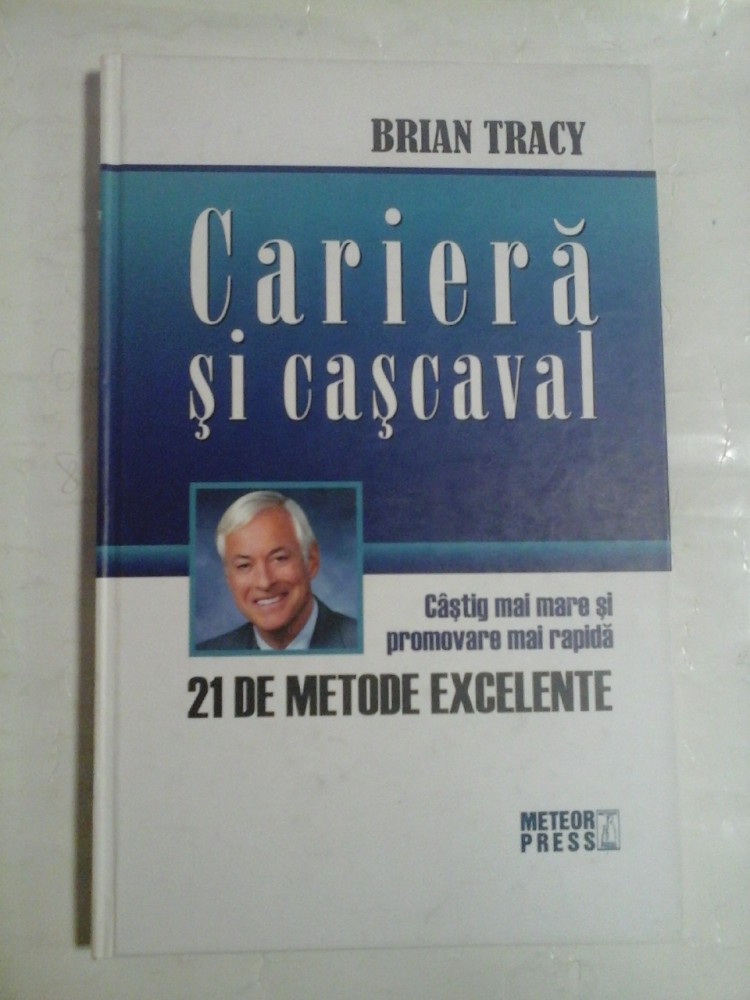 BRIAN TRACY
Carieră
şi caşcaval
Câştig mai mare şi
promovare mai rapidă
21 DE METODE EXCELENTE
METEOR
PRESS